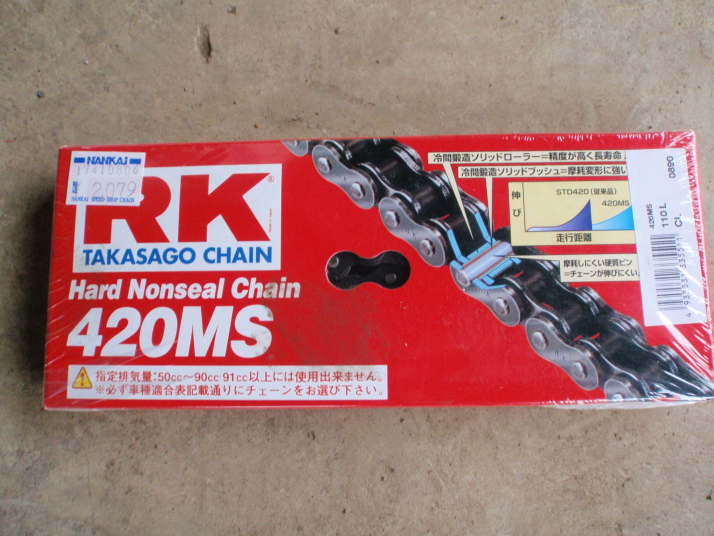 NANKAI
17410606
2,079
NANKAI SPEED SHOP CHAIN
RK®
TAKASAGO CHAIN
Hard Nonseal Chain
420MS
指定排気量:50cc～90cc 91cc以上には使用出来ません。
※必ず車種適合表記載通りにチェーンをお選び下さい。
冷間鍛造ソリッドローラー=精度が高く長寿命
冷間鍛造ソリッドブッシュ=摩耗変形に強い
伸び
STD420(従来品)
420MS
走行距離
摩耗しにくい硬質ピン
=チェーンが伸びにくい
RK
420MS
110L
CL
0890